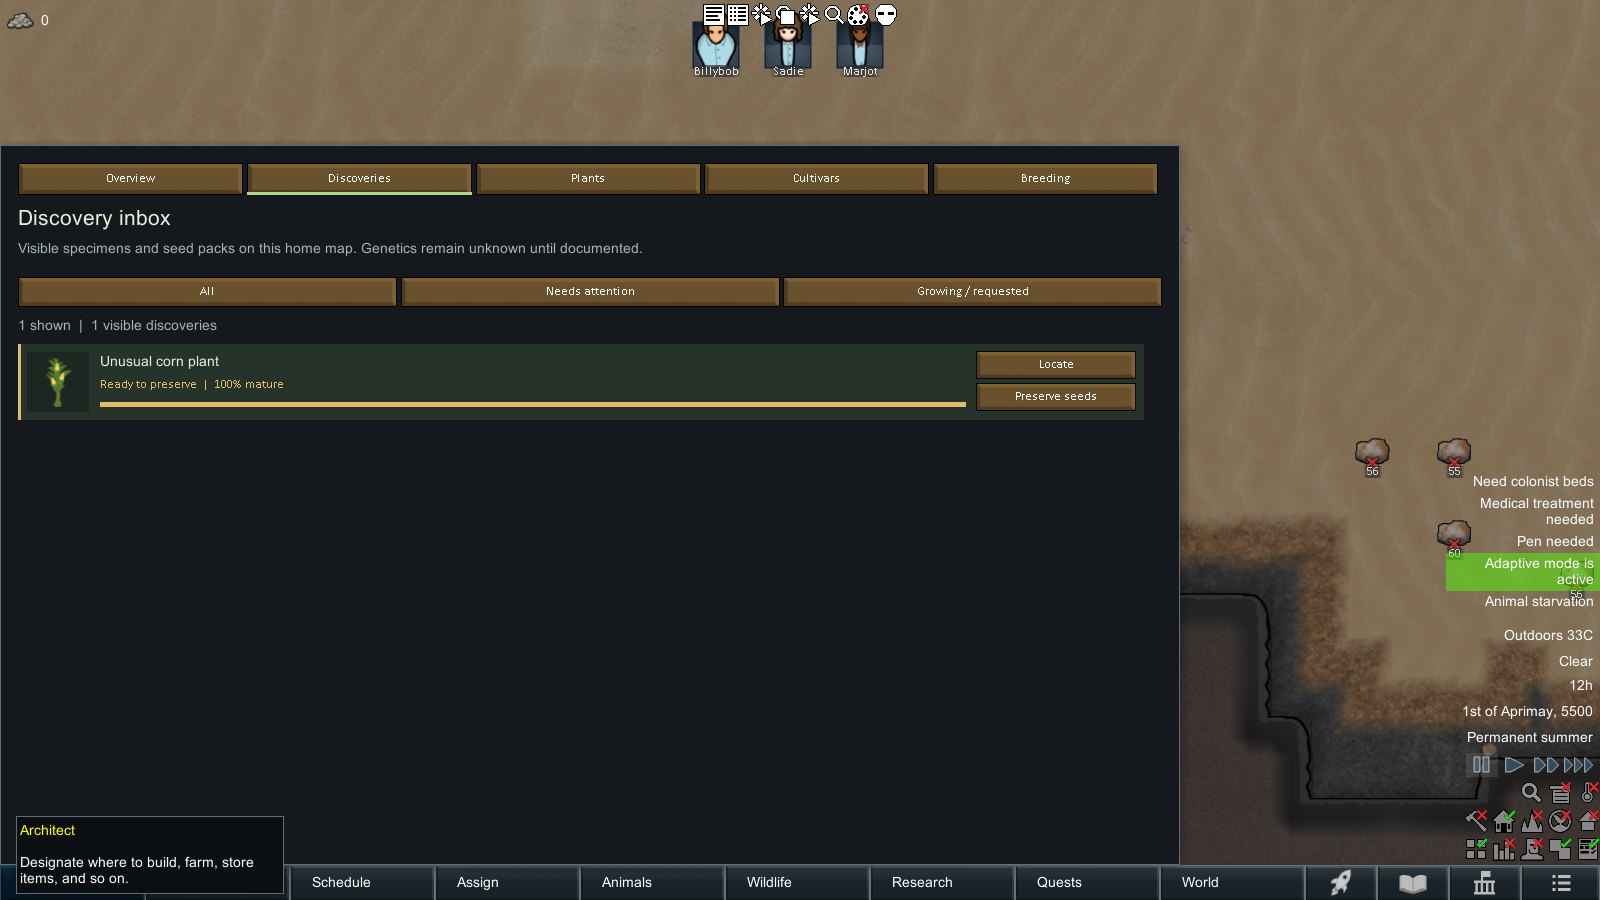 0
Billybob
Sadie
Marjot
Overview
Discoveries
Plants
Cultivars
Breeding
Discovery inbox
Visible specimens and seed packs on this home map. Genetics remain unknown until documented.
All
Needs attention
Growing / requested
1 shown | 1 visible discoveries
Unusual corn plant
Ready to preserve | 100% mature
Locate
Preserve seeds
56
55
60
56
Need colonist beds
Medical treatment
needed
Pen needed
Adaptive mode is
active
Animal starvation
Outdoors 33C
Clear
12h
1st of Aprimay, 5500
Permanent summer
Architect
Designate where to build, farm, store
items, and so on.
Schedule
Assign
Animals
Wildlife
Research
Quests
World